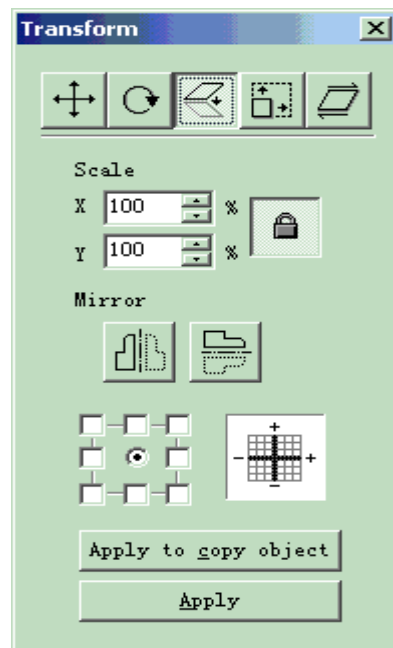 Transform
Scale
X 100 %
Y 100 %
Mirror
+
- +
-
Apply to copy object
Apply